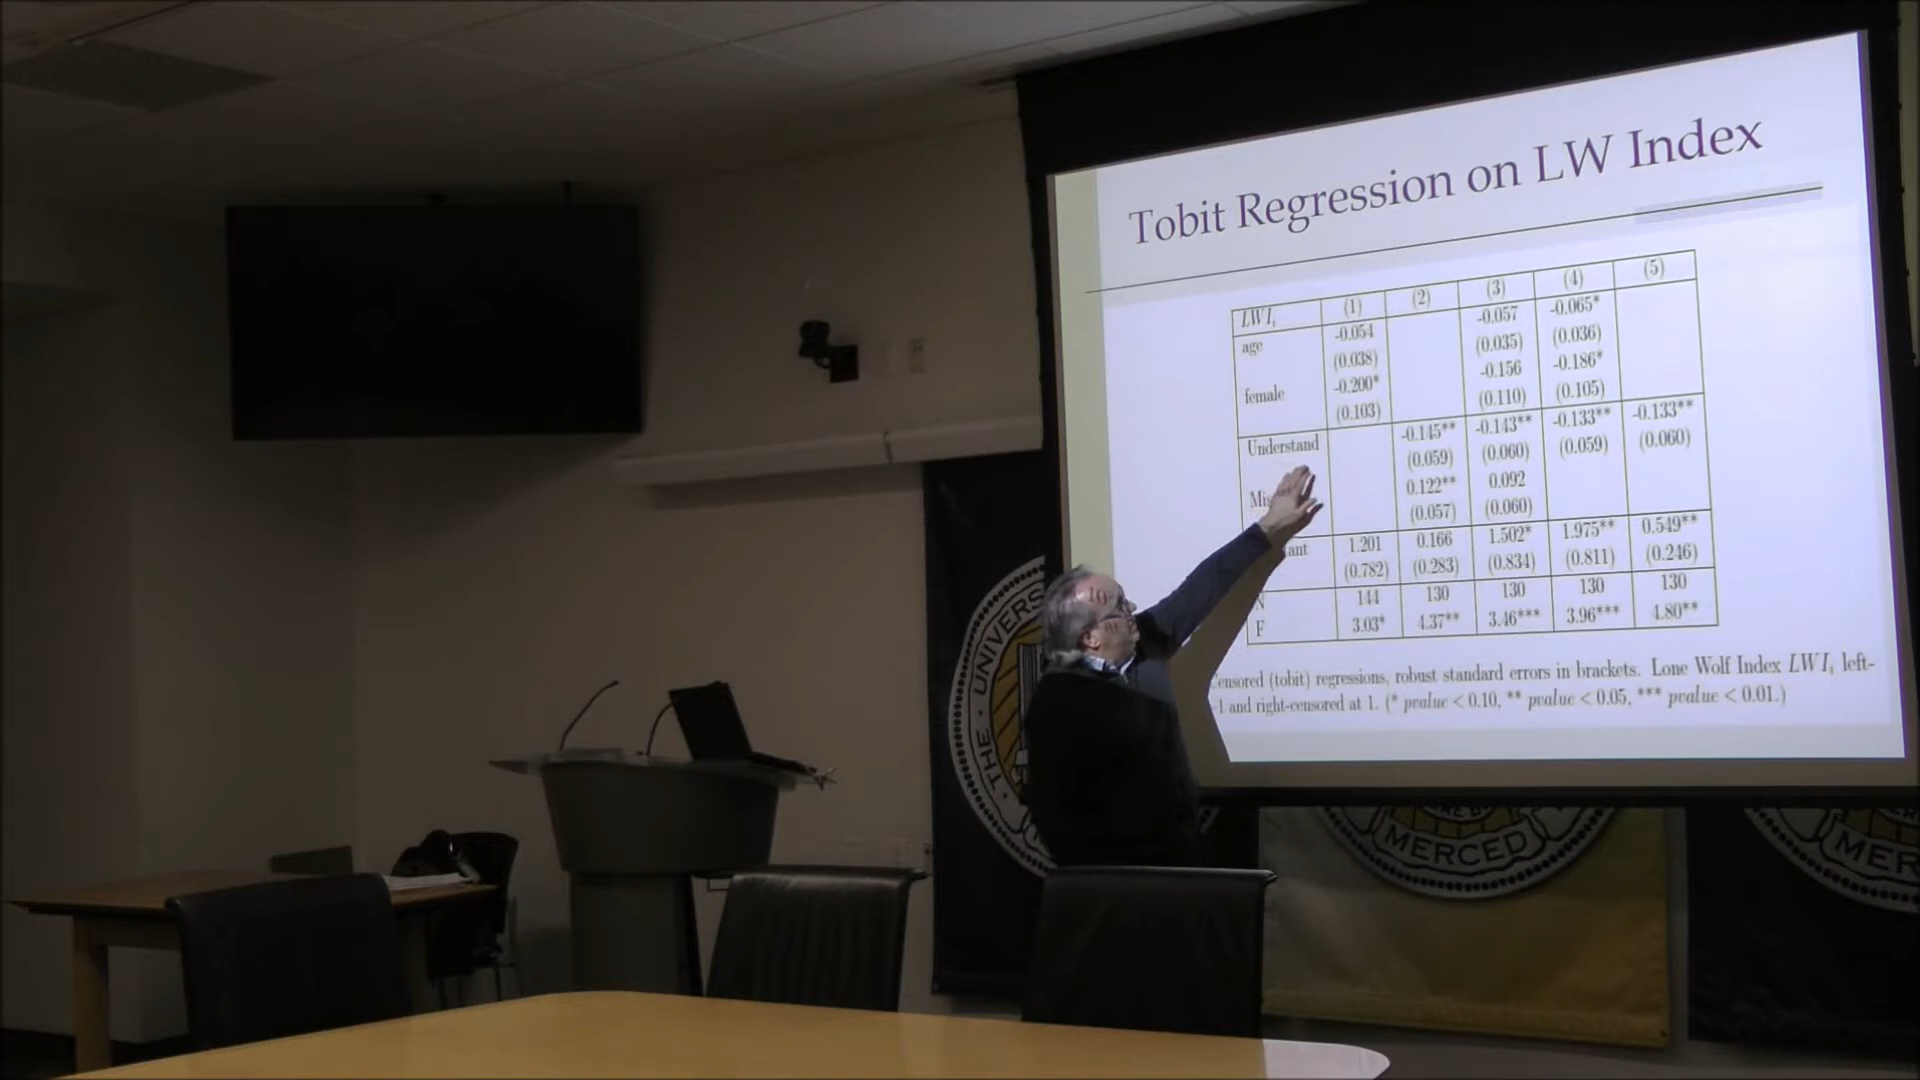 Tobit Regression on LW Index
LWIᵢ (1) (2) (3) (4) (5)
age -0.054 -0.057 -0.065*
(0.038) (0.035) (0.036)
female -0.200* -0.156 -0.186*
(0.103) (0.110) (0.105)
Understand -0.145** -0.143** -0.133** -0.133**
(0.059) (0.060) (0.059) (0.060)
0.122** 0.092
(0.057) (0.060)
ant 1.201 0.166 1.502* 1.975** 0.549**
(0.782) (0.283) (0.834) (0.811) (0.246)
N 144 130 130 130 130
F 3.03* 4.37** 3.46*** 3.96*** 4.80**
ensored (tobit) regressions, robust standard errors in brackets. Lone Wolf Index LWIᵢ left-
-1 and right-censored at 1. (* pvalue < 0.10, ** pvalue < 0.05, *** pvalue < 0.01.)
THE UNIVERS
MERCED
MER